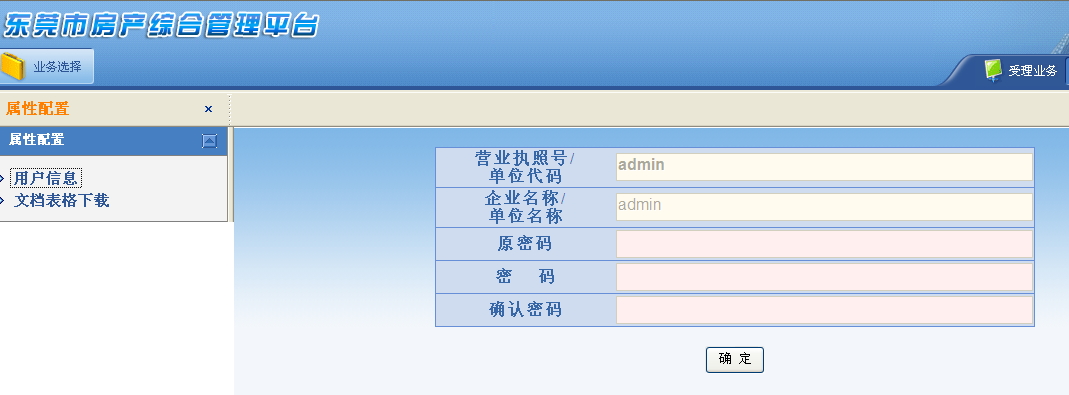 东莞市房产综合管理平台
业务选择
受理业务
属性配置 ×
属性配置
用户信息
文档表格下载
营业执照号/
单位代码
admin
企业名称/
单位名称
admin
原密码
密 码
确认密码
确 定